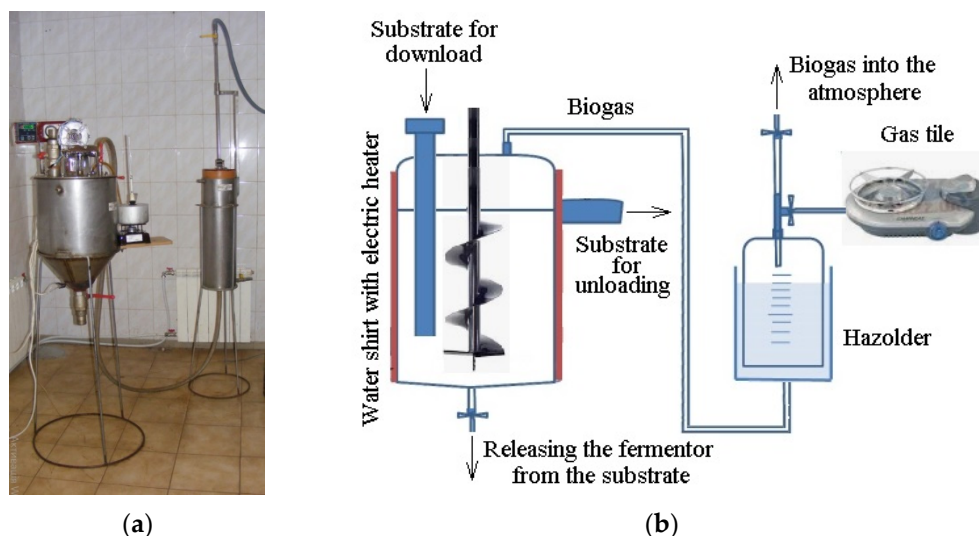 Substrate for
download
Biogas
Water shirt with electric heater
Substrate
for
unloading
Releasing the fermentor
from the substrate
Biogas into the
atmosphere
Gas tile
Hazolder
(a)
(b)